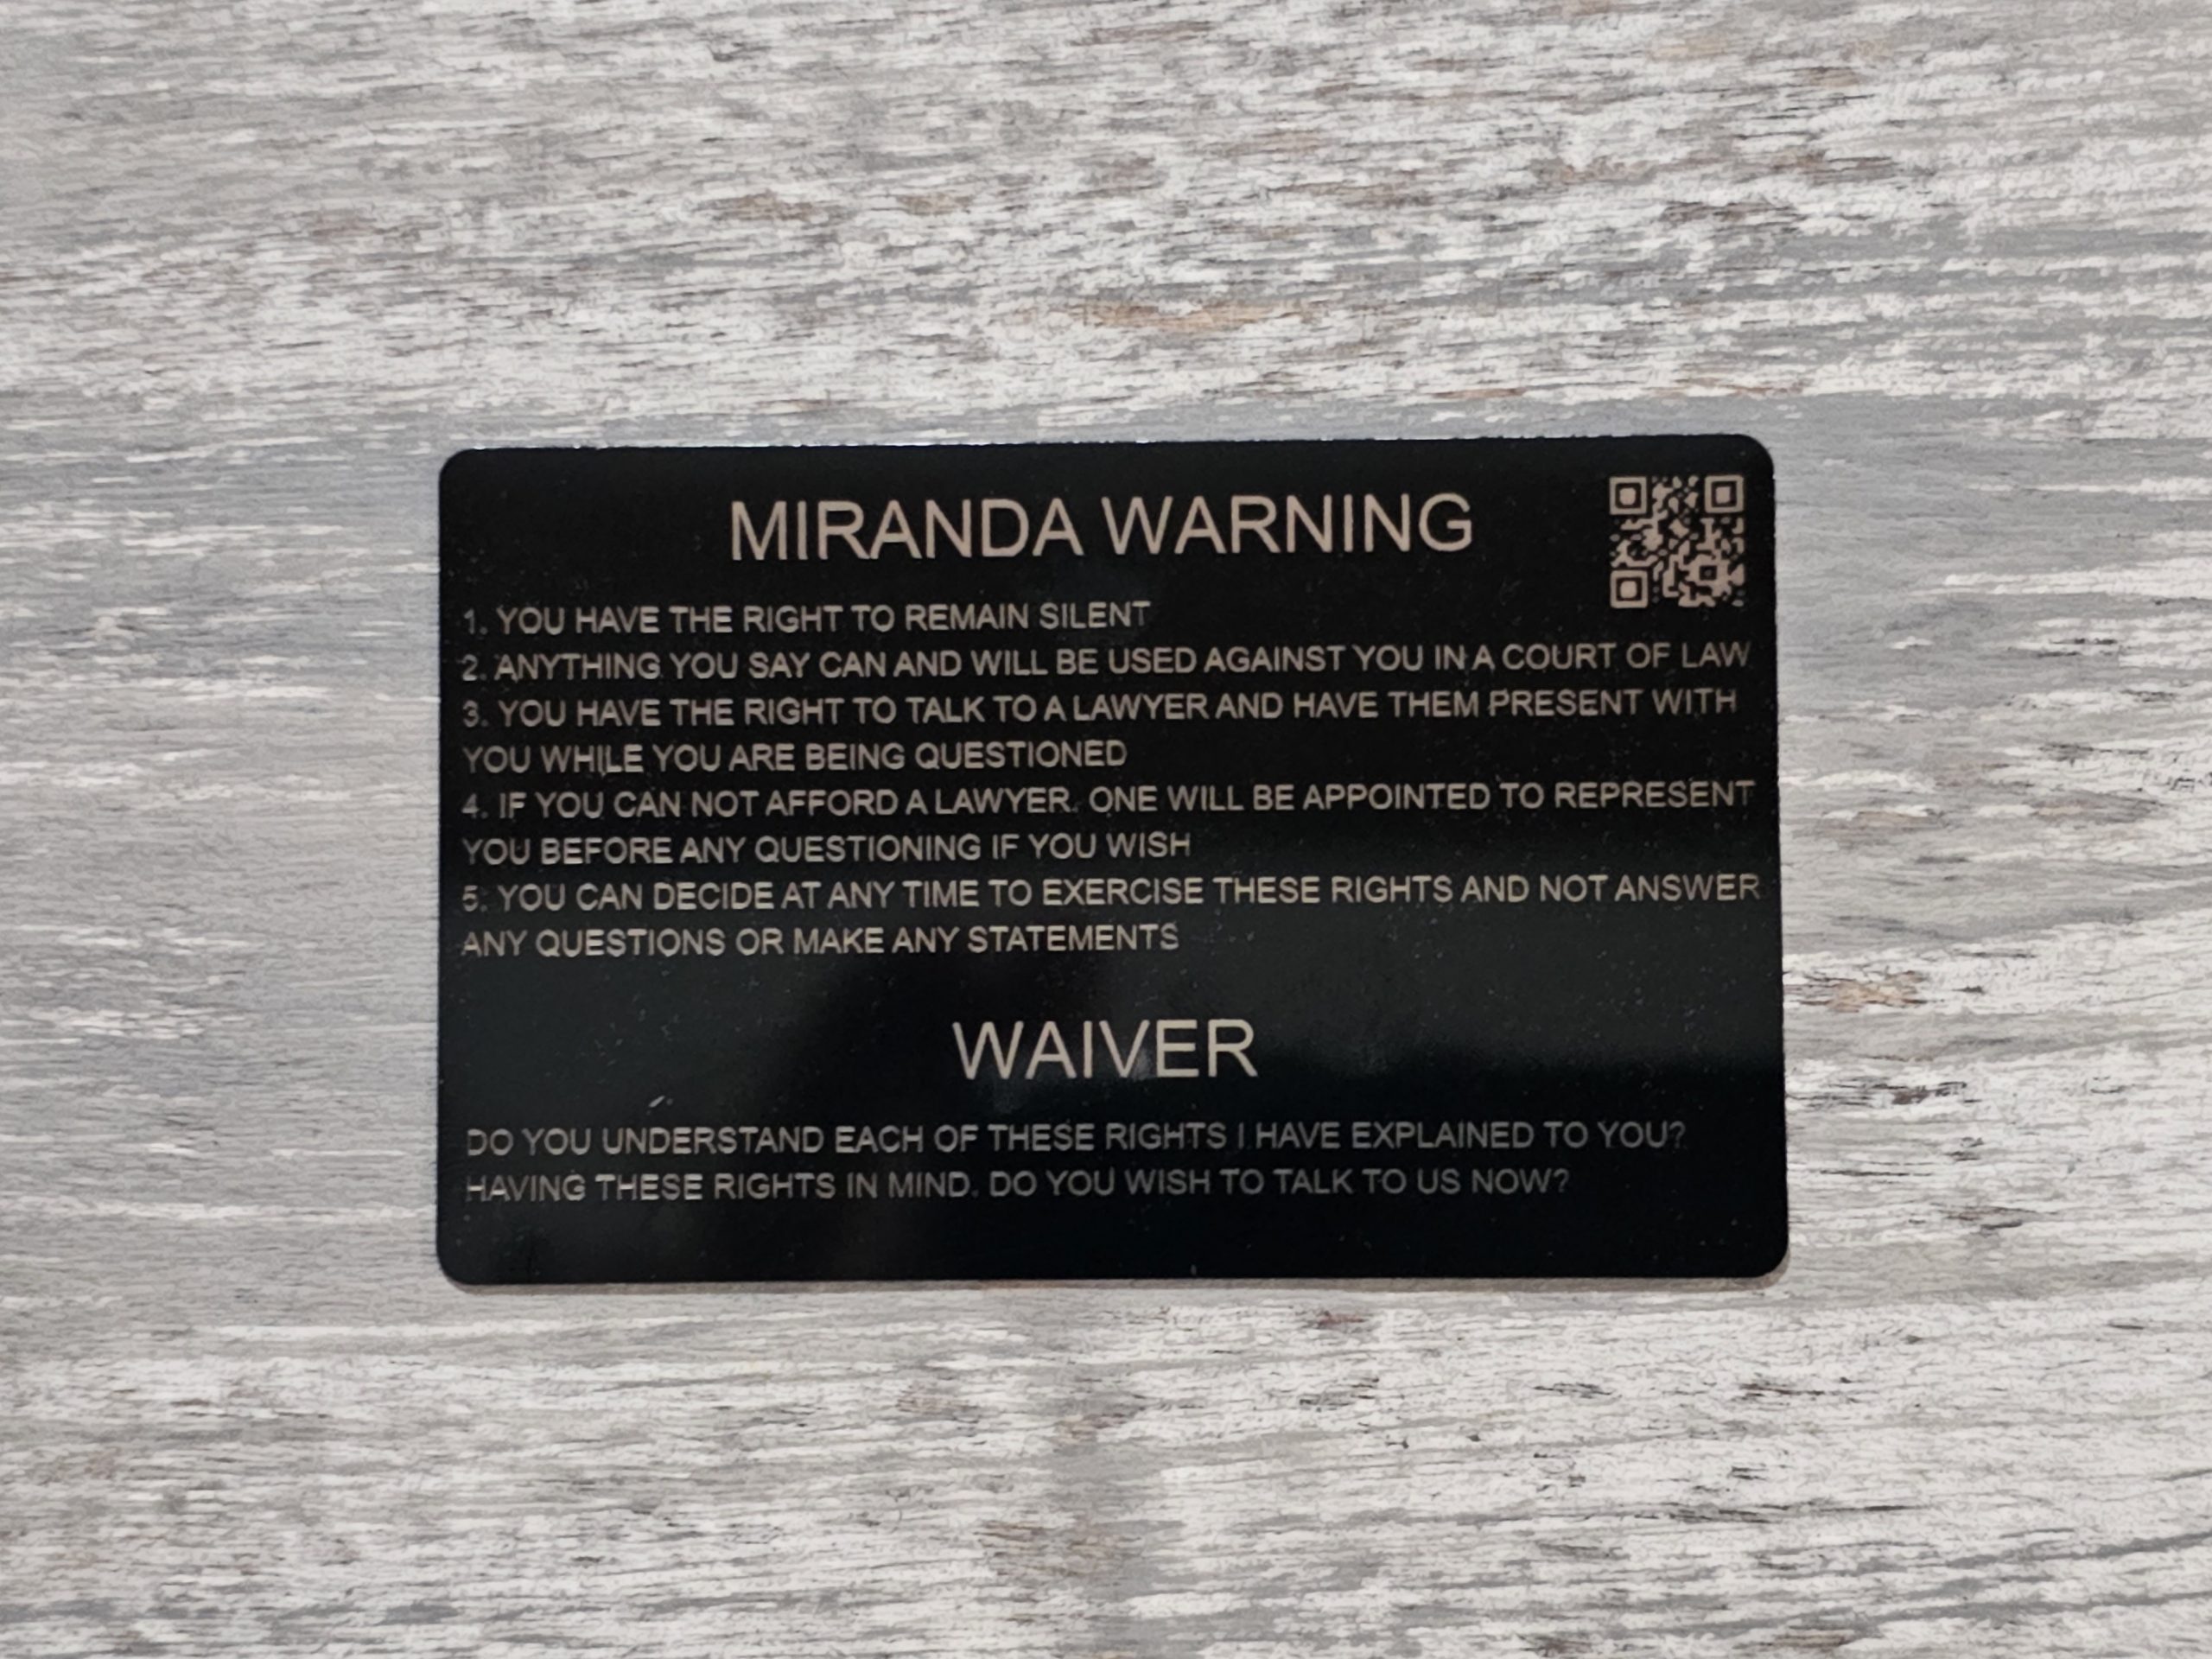 MIRANDA WARNING
1. YOU HAVE THE RIGHT TO REMAIN SILENT
2. ANYTHING YOU SAY CAN AND WILL BE USED AGAINST YOU IN A COURT OF LAW
3. YOU HAVE THE RIGHT TO TALK TO A LAWYER AND HAVE THEM PRESENT WITH
YOU WHILE YOU ARE BEING QUESTIONED
4. IF YOU CAN NOT AFFORD A LAWYER, ONE WILL BE APPOINTED TO REPRESENT
YOU BEFORE ANY QUESTIONING IF YOU WISH
5. YOU CAN DECIDE AT ANY TIME TO EXERCISE THESE RIGHTS AND NOT ANSWER
ANY QUESTIONS OR MAKE ANY STATEMENTS
WAIVER
DO YOU UNDERSTAND EACH OF THESE RIGHTS I HAVE EXPLAINED TO YOU?
HAVING THESE RIGHTS IN MIND, DO YOU WISH TO TALK TO US NOW?